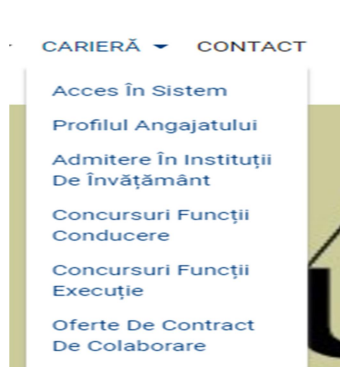 CARIERĂ CONTACT
Acces În Sistem
Profilul Angajatului
Admitere În Instituții
De Învățământ
Concursuri Funcții
Conducere
Concursuri Funcții
Execuție
Oferte De Contract
De Colaborare